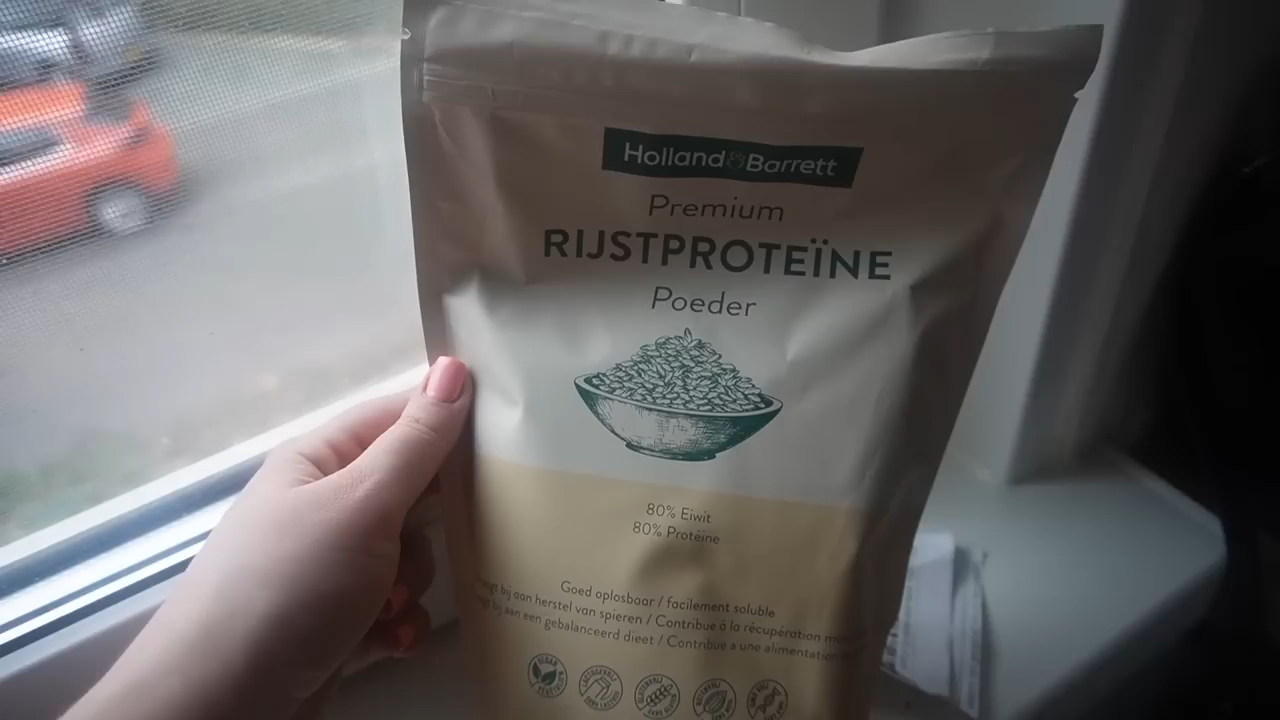 Holland & Barrett
Premium
RIJSTPROTEÏNE
Poeder
80% Eiwit
80% Protéine
Goed oplosbaar / facilement soluble
bij aan herstel van spieren / Contribue à la récupération
bij aan een gebalanceerd dieet / Contribue a une alimentation
VEGAN